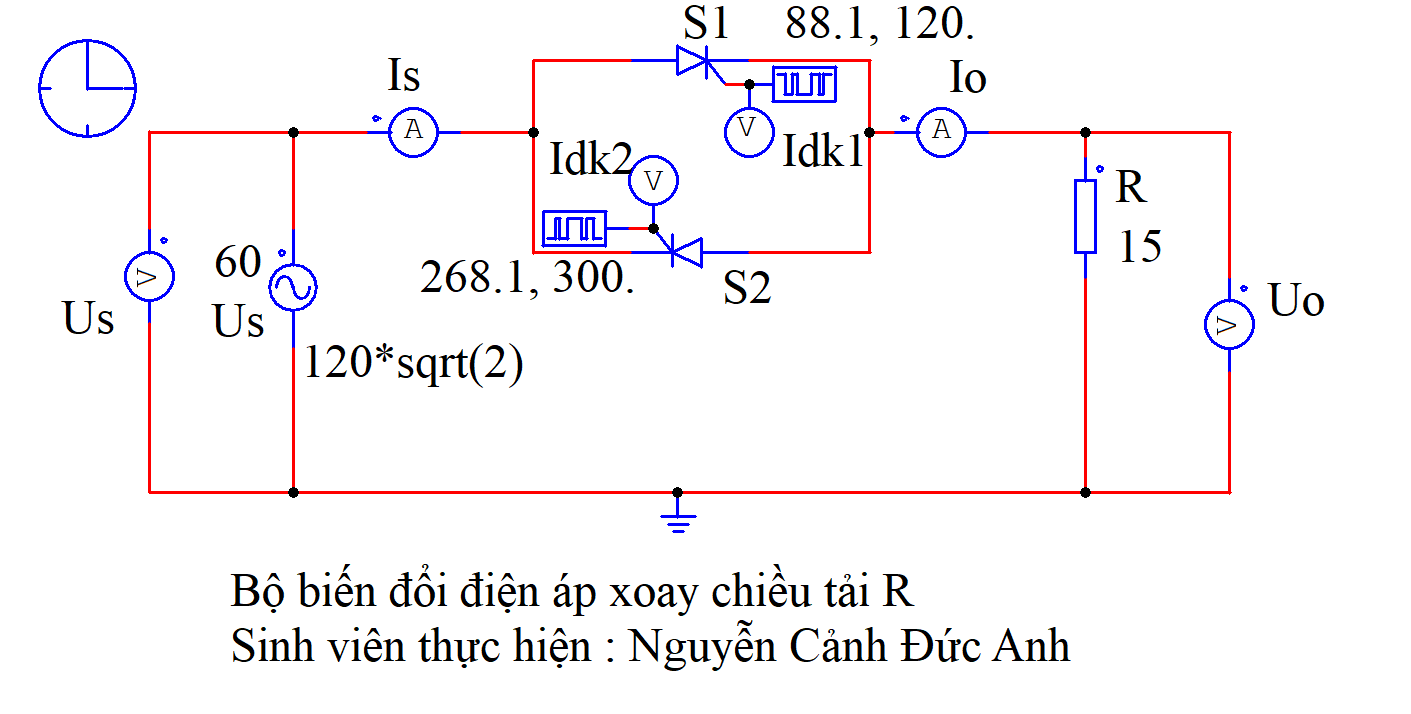 S1 88.1, 120.
Is
A
V
Idk1
Io
A
Idk2
V
268.1, 300.
S2
R
15
V
Us
60
Us
120*sqrt(2)
V
Uo
Bộ biến đổi điện áp xoay chiều tải R
Sinh viên thực hiện : Nguyễn Cảnh Đức Anh